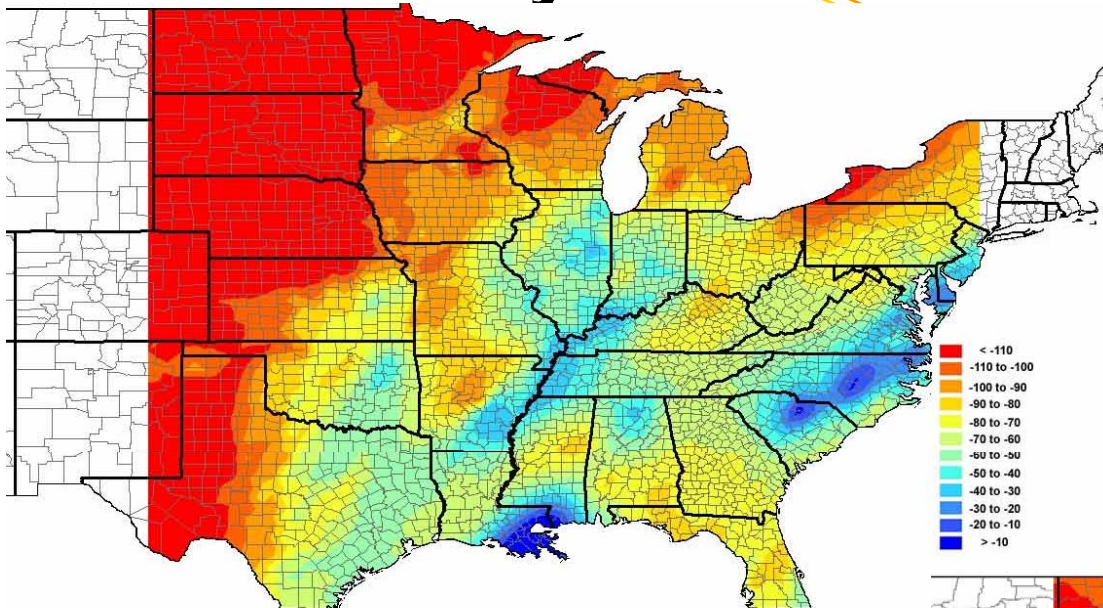 < -110
-110 to -100
-100 to -90
-90 to -80
-80 to -70
-70 to -60
-60 to -50
-50 to -40
-40 to -30
-30 to -20
-20 to -10
> -10